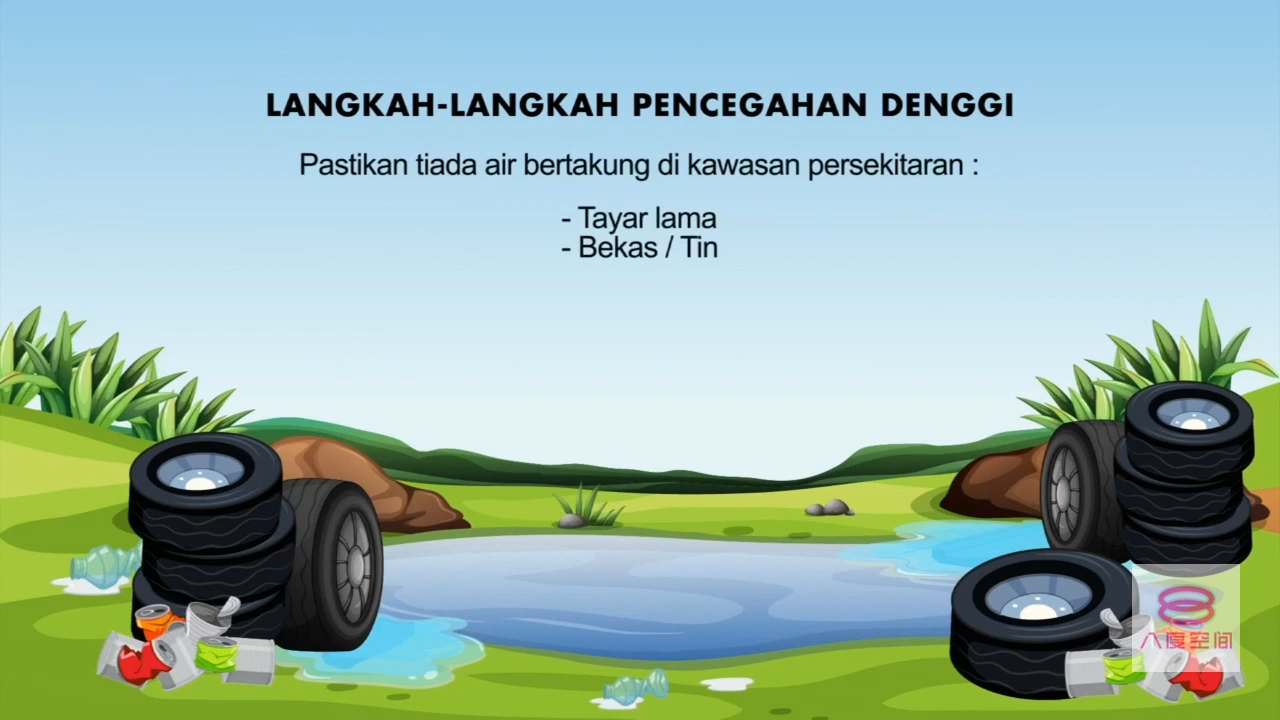 LANGKAH-LANGKAH PENCEGAHAN DENGGI
Pastikan tiada air bertakung di kawasan persekitaran :
- Tayar lama
- Bekas / Tin
八度空间